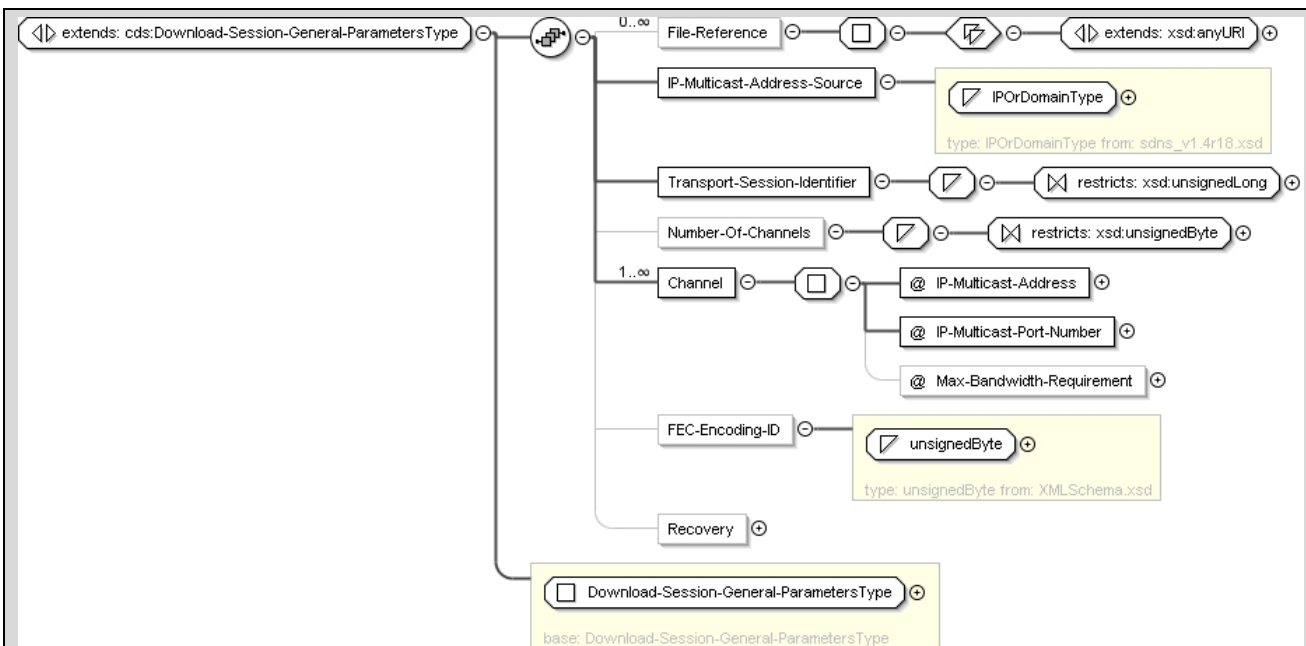 extends: cds:Download-Session-General-ParametersType
0..∞
File-Reference
extends: xsd:anyURI
IP-Multicast-Address-Source
IPOrDomainType
type: IPOrDomainType from: sdns_v1.4r18.xsd
Transport-Session-Identifier
restricts: xsd:unsignedLong
Number-Of-Channels
restricts: xsd:unsignedByte
1..∞
Channel
@ IP-Multicast-Address
@ IP-Multicast-Port-Number
@ Max-Bandwidth-Requirement
FEC-Encoding-ID
unsignedByte
type: unsignedByte from: XMLSchema.xsd
Recovery
Download-Session-General-ParametersType
base: Download-Session-General-ParametersType